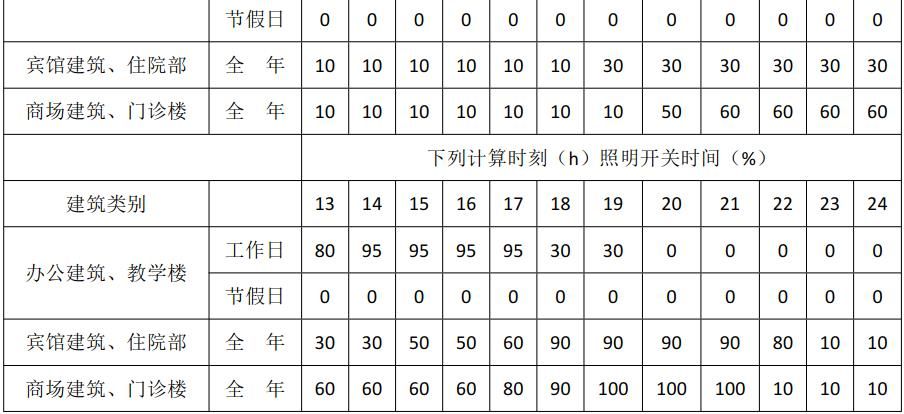 节假日 0 0 0 0 0 0 0 0 0 0 0 0
宾馆建筑、住院部 全 年 10 10 10 10 10 10 30 30 30 30 30 30
商场建筑、门诊楼 全 年 10 10 10 10 10 10 10 50 60 60 60 60
下列计算时刻（h）照明开关时间（%）
建筑类别 13 14 15 16 17 18 19 20 21 22 23 24
办公建筑、教学楼 工作日 80 95 95 95 95 30 30 0 0 0 0 0
节假日 0 0 0 0 0 0 0 0 0 0 0 0
宾馆建筑、住院部 全 年 30 30 50 50 60 90 90 90 90 80 10 10
商场建筑、门诊楼 全 年 60 60 60 60 80 90 100 100 100 10 10 10